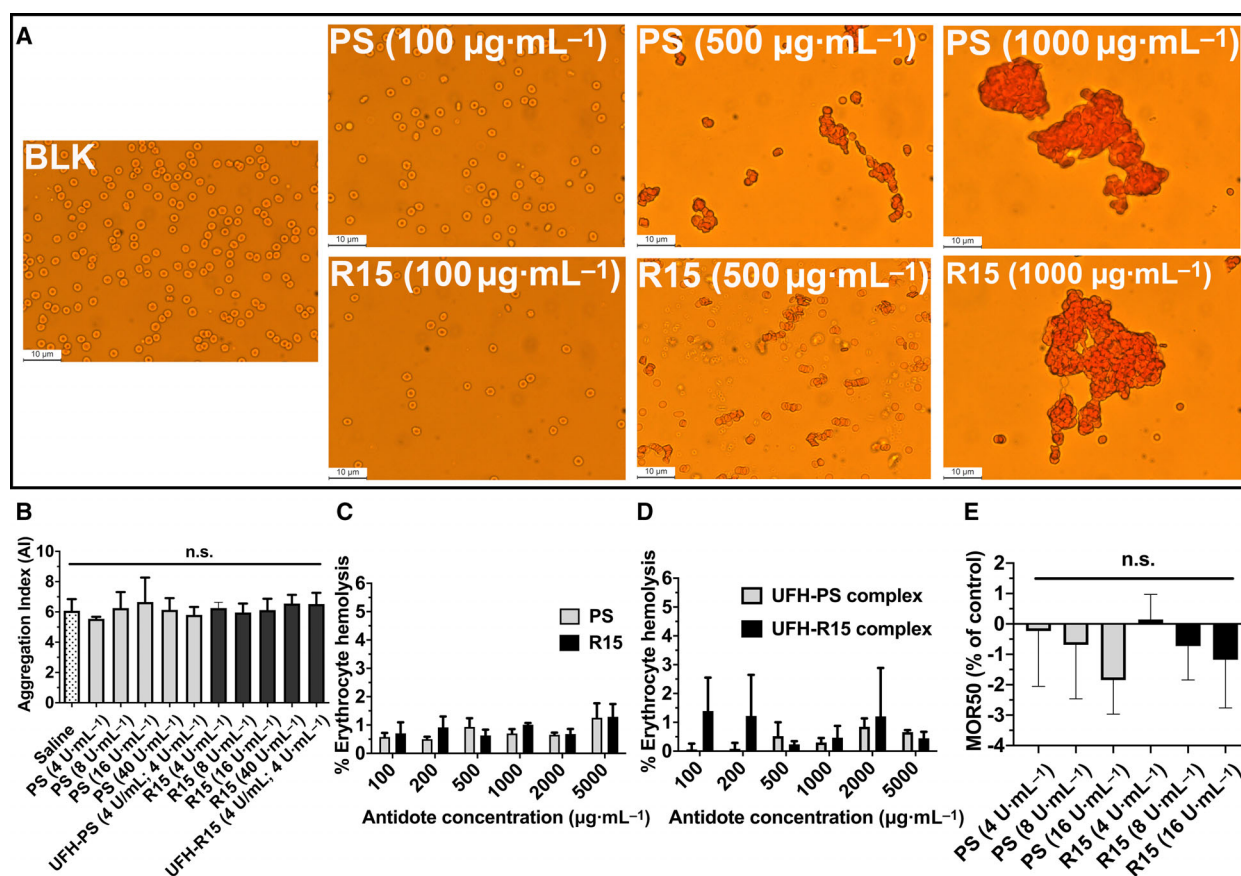 A
BLK
10 µm
PS (100 µg·mL−1)
10 µm
PS (500 µg·mL−1)
10 µm
PS (1000 µg·mL−1)
10 µm
R15 (100 µg·mL−1)
10 µm
R15 (500 µg·mL−1)
10 µm
R15 (1000 µg·mL−1)
10 µm
B
n.s.
Aggregation Index (AI)
10
8
6
4
2
0
Saline
PS (4 U·mL−1)
PS (8 U·mL−1)
PS (16 U·mL−1)
PS (40 U·mL−1)
UFH-PS (4 U/mL; 4 U·mL−1)
R15 (4 U·mL−1)
R15 (8 U·mL−1)
R15 (16 U·mL−1)
R15 (40 U·mL−1)
UFH-R15 (4 U/mL; 4 U·mL−1)
C
% Erythrocyte hemolysis
6
5
4
3
2
1
0
PS
R15
100
200
500
1000
2000
5000
Antidote concentration (µg·mL−1)
D
% Erythrocyte hemolysis
6
5
4
3
2
1
0
UFH-PS complex
UFH-R15 complex
100
200
500
1000
2000
5000
Antidote concentration (µg·mL−1)
E
n.s.
MOR50 (% of control)
2
1
0
-1
-2
-3
-4
PS (4 U·mL−1)
PS (8 U·mL−1)
PS (16 U·mL−1)
R15 (4 U·mL−1)
R15 (8 U·mL−1)
R15 (16 U·mL−1)